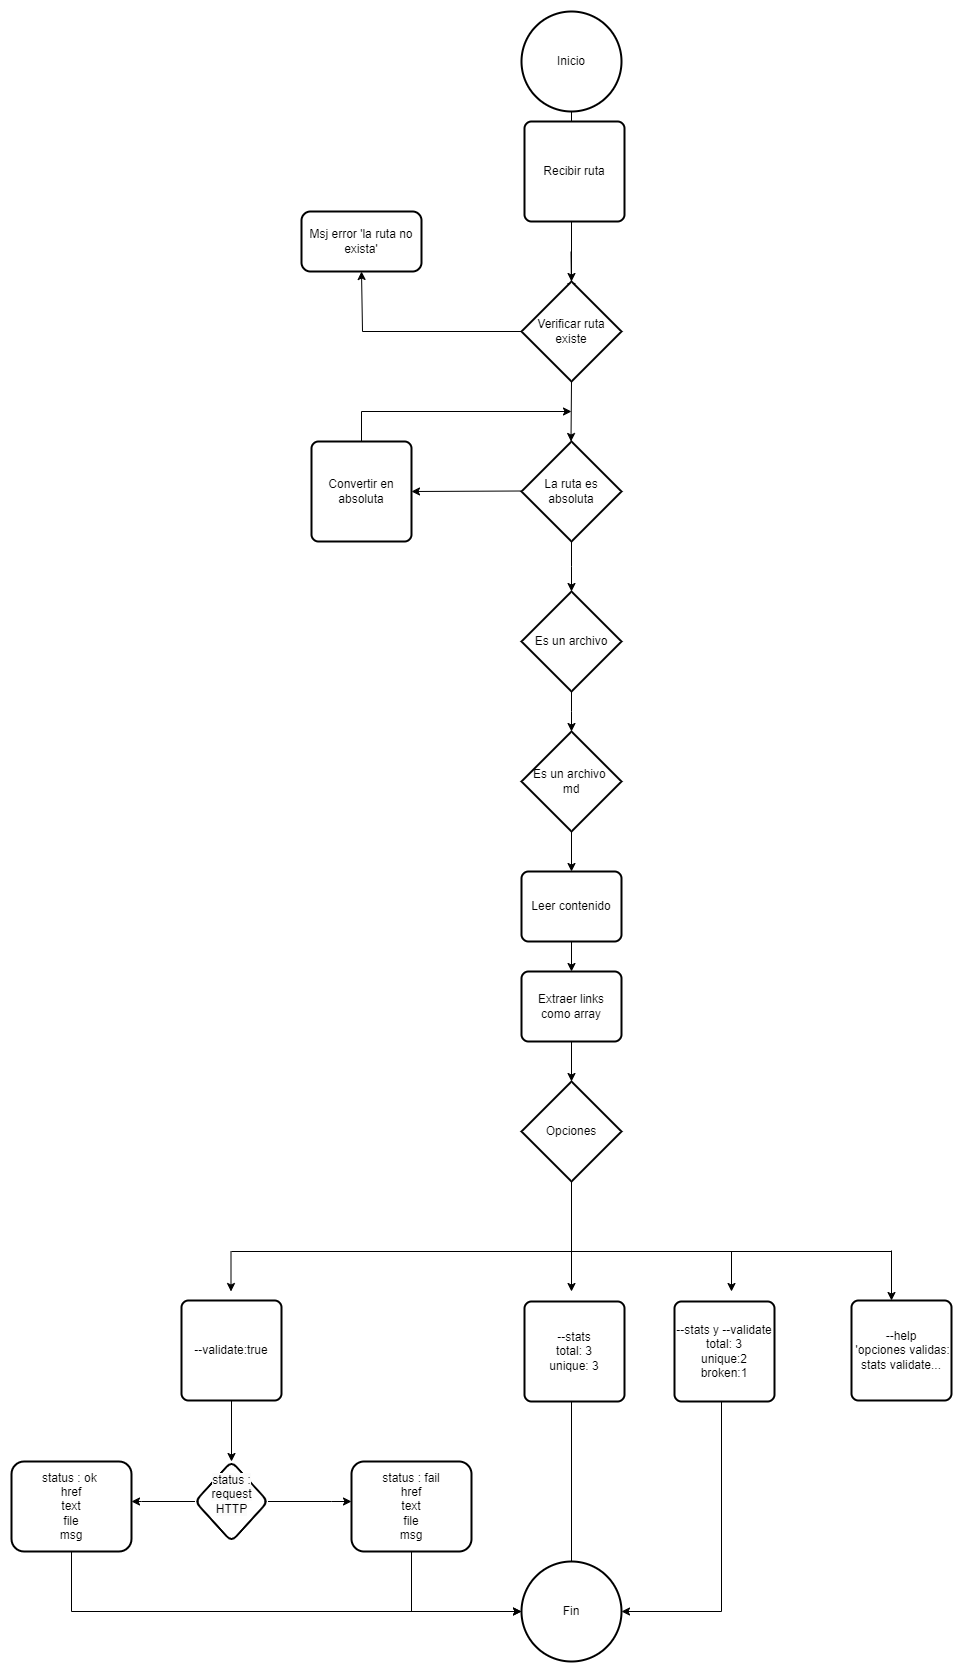 Inicio
Recibir ruta
Msj error 'la ruta no
exista'
Verificar ruta
existe
Convertir en
absoluta
La ruta es
absoluta
Es un archivo
Es un archivo
md
Leer contenido
Extraer links
como array
Opciones
--validate:true
--stats
total: 3
unique: 3
--stats y --validate
total: 3
unique:2
broken:1
--help
'opciones validas:
stats validate...
status : ok
href
text
file
msg
status :
request
HTTP
status : fail
href
text
file
msg
Fin